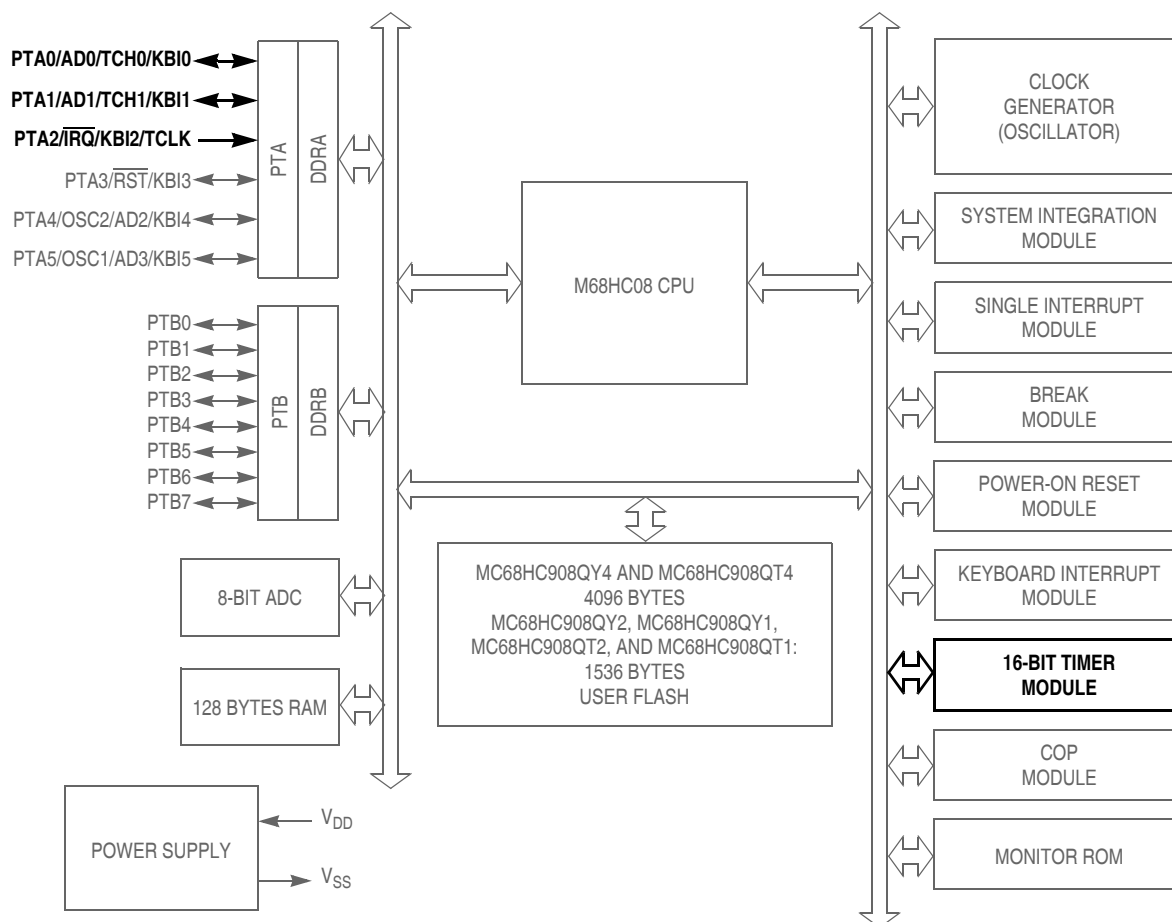 PTA0/AD0/TCH0/KBI0
PTA1/AD1/TCH1/KBI1
PTA2/IRQ/KBI2/TCLK
PTA3/RST/KBI3
PTA4/OSC2/AD2/KBI4
PTA5/OSC1/AD3/KBI5
PTA
DDRA
PTB0
PTB1
PTB2
PTB3
PTB4
PTB5
PTB6
PTB7
PTB
DDRB
8-BIT ADC
128 BYTES RAM
POWER SUPPLY
VDD
VSS
M68HC08 CPU
MC68HC908QY4 AND MC68HC908QT4
4096 BYTES
MC68HC908QY2, MC68HC908QY1,
MC68HC908QT2, AND MC68HC908QT1:
1536 BYTES
USER FLASH
CLOCK
GENERATOR
(OSCILLATOR)
SYSTEM INTEGRATION
MODULE
SINGLE INTERRUPT
MODULE
BREAK
MODULE
POWER-ON RESET
MODULE
KEYBOARD INTERRUPT
MODULE
16-BIT TIMER
MODULE
COP
MODULE
MONITOR ROM